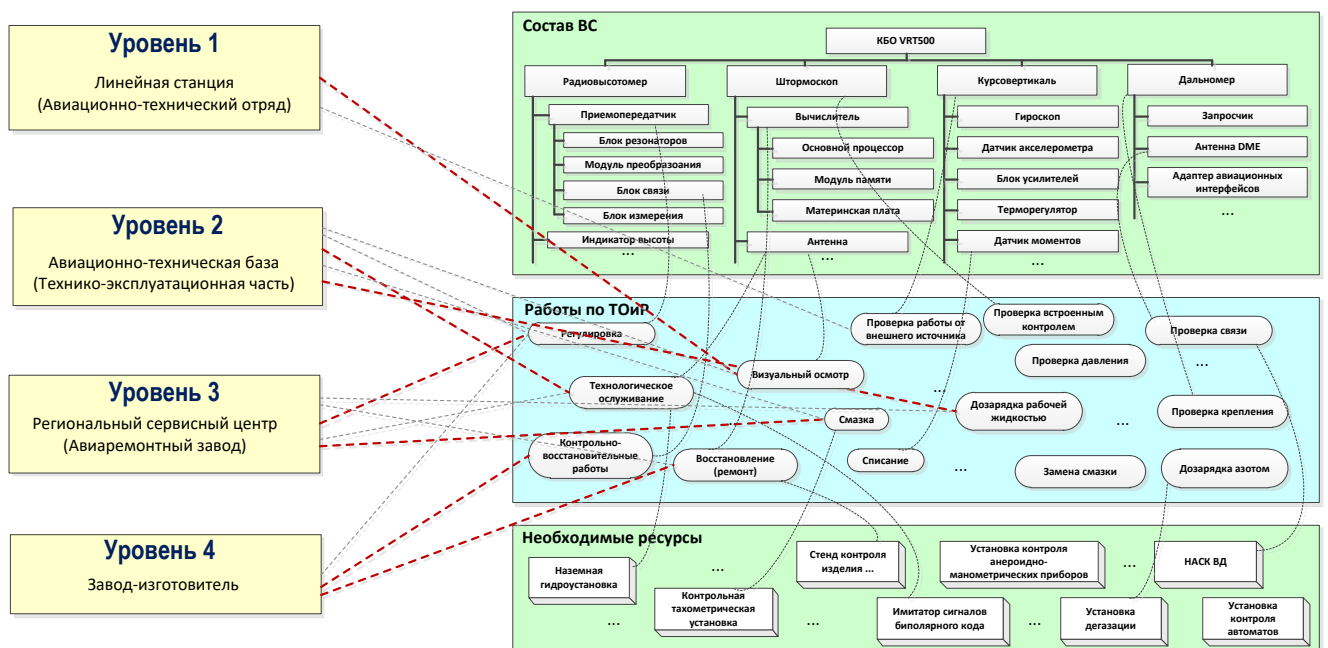 Уровень 1
Линейная станция
(Авиационно-технический отряд)
Уровень 2
Авиационно-техническая база
(Технико-эксплуатационная часть)
Уровень 3
Региональный сервисный центр
(Авиаремонтный завод)
Уровень 4
Завод-изготовитель
Состав ВС
КБО VRT500
Радиовысотомер
Приемопередатчик
Блок резонаторов
Модуль преобразоания
Блок связи
Блок измерения
Индикатор высоты
...
Штормоскоп
Вычислитель
Основной процессор
Модуль памяти
Материнская плата
Антенна
...
Курсовертикаль
Гироскоп
Датчик акселерометра
Блок усилителей
Терморегулятор
Датчик моментов
...
Дальномер
Запросчик
Антенна DME
Адаптер авиационных
интерфейсов
...
Работы по ТОиР
Регулировка
Проверка работы от
внешнего источника
Проверка встроенным
контролем
Проверка связи
Проверка давления
...
Визуальный осмотр
Технологическое
ослуживание
...
Дозарядка рабочей
жидкостью
Проверка крепления
Смазка
...
Контрольно-
восстановительные
работы
Восстановление
(ремонт)
Списание
...
Замена смазки
Дозарядка азотом
Необходимые ресурсы
Наземная
гидроустановка
...
Стенд контроля
изделия ...
Установка контроля
анероидно-
манометрических приборов
...
НАСК ВД
...
Контрольная
тахометрическая
установка
...
Имитатор сигналов
биполярного кода
...
Установка
дегазации
Установка
контроля
автоматов